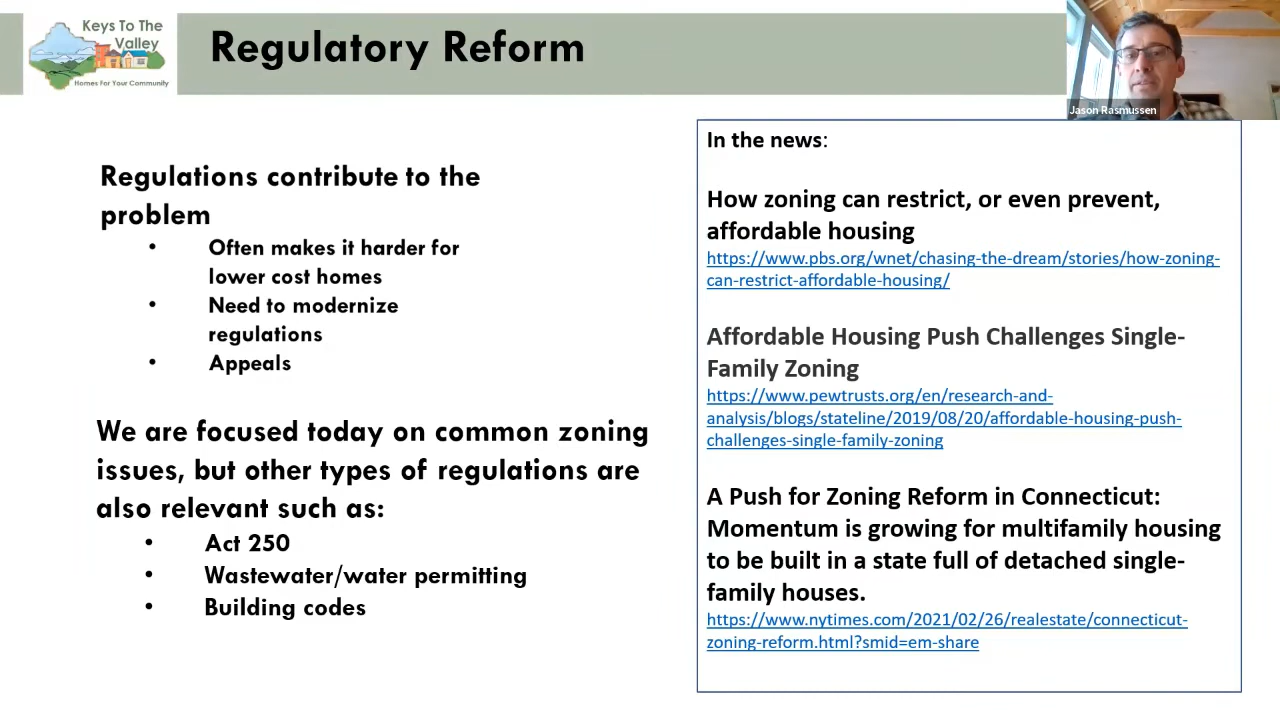 Keys To The
Valley
Homes For Your Community
Regulatory Reform
Jason Rasmussen
Regulations contribute to the
problem
• Often makes it harder for
lower cost homes
• Need to modernize
regulations
• Appeals
We are focused today on common zoning
issues, but other types of regulations are
also relevant such as:
• Act 250
• Wastewater/water permitting
• Building codes
In the news:
How zoning can restrict, or even prevent,
affordable housing
https://www.pbs.org/wnet/chasing-the-dream/stories/how-zoning-
can-restrict-affordable-housing/
Affordable Housing Push Challenges Single-
Family Zoning
https://www.pewtrusts.org/en/research-and-
analysis/blogs/stateline/2019/08/20/affordable-housing-push-
challenges-single-family-zoning
A Push for Zoning Reform in Connecticut:
Momentum is growing for multifamily housing
to be built in a state full of detached single-
family houses.
https://www.nytimes.com/2021/02/26/realestate/connecticut-
zoning-reform.html?smid=em-share